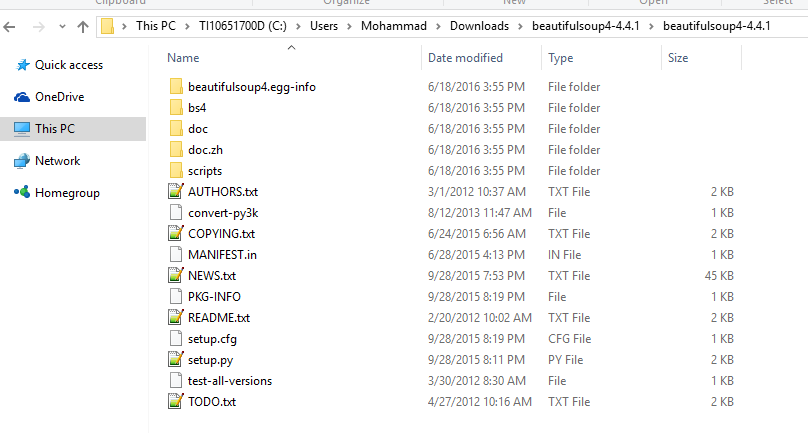 Clipboard Organize New Open Select
This PC > TI10651700D (C:) > Users > Mohammad > Downloads > beautifulsoup4-4.4.1 > beautifulsoup4-4.4.1
Quick access
OneDrive
This PC
Network
Homegroup
Name Date modified Type Size
beautifulsoup4.egg-info 6/18/2016 3:55 PM File folder
bs4 6/18/2016 3:55 PM File folder
doc 6/18/2016 3:55 PM File folder
doc.zh 6/18/2016 3:55 PM File folder
scripts 6/18/2016 3:55 PM File folder
AUTHORS.txt 3/1/2012 10:37 AM TXT File 2 KB
convert-py3k 8/12/2013 11:47 AM File 1 KB
COPYING.txt 6/24/2015 6:56 AM TXT File 2 KB
MANIFEST.in 6/28/2015 4:13 PM IN File 1 KB
NEWS.txt 9/28/2015 7:53 PM TXT File 45 KB
PKG-INFO 9/28/2015 8:19 PM File 1 KB
README.txt 2/20/2012 10:02 AM TXT File 2 KB
setup.cfg 9/28/2015 8:19 PM CFG File 1 KB
setup.py 9/28/2015 8:11 PM PY File 2 KB
test-all-versions 3/30/2012 8:30 AM File 1 KB
TODO.txt 4/27/2012 10:16 AM TXT File 2 KB